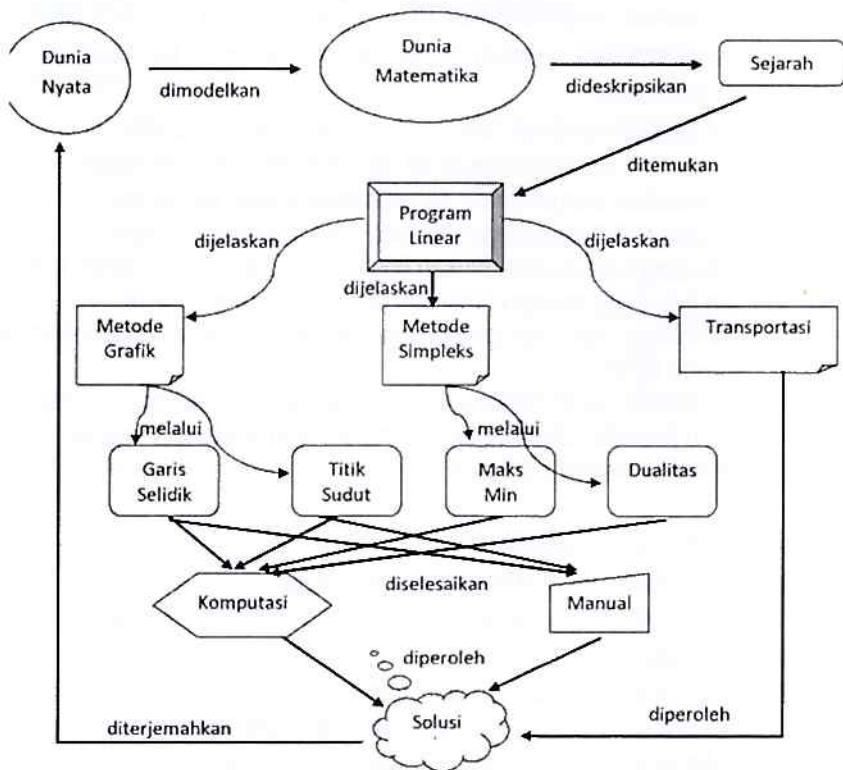 Dunia
Nyata
dimodelkan
Dunia
Matematika
dideskripsikan
Sejarah
ditemukan
Program
Linear
dijelaskan
dijelaskan
dijelaskan
Metode
Grafik
Metode
Simpleks
Transportasi
melalui
melalui
Garis
Selidik
Titik
Sudut
Maks
Min
Dualitas
Komputasi
diselesaikan
Manual
diperoleh
Solusi
diterjemahkan
diperoleh